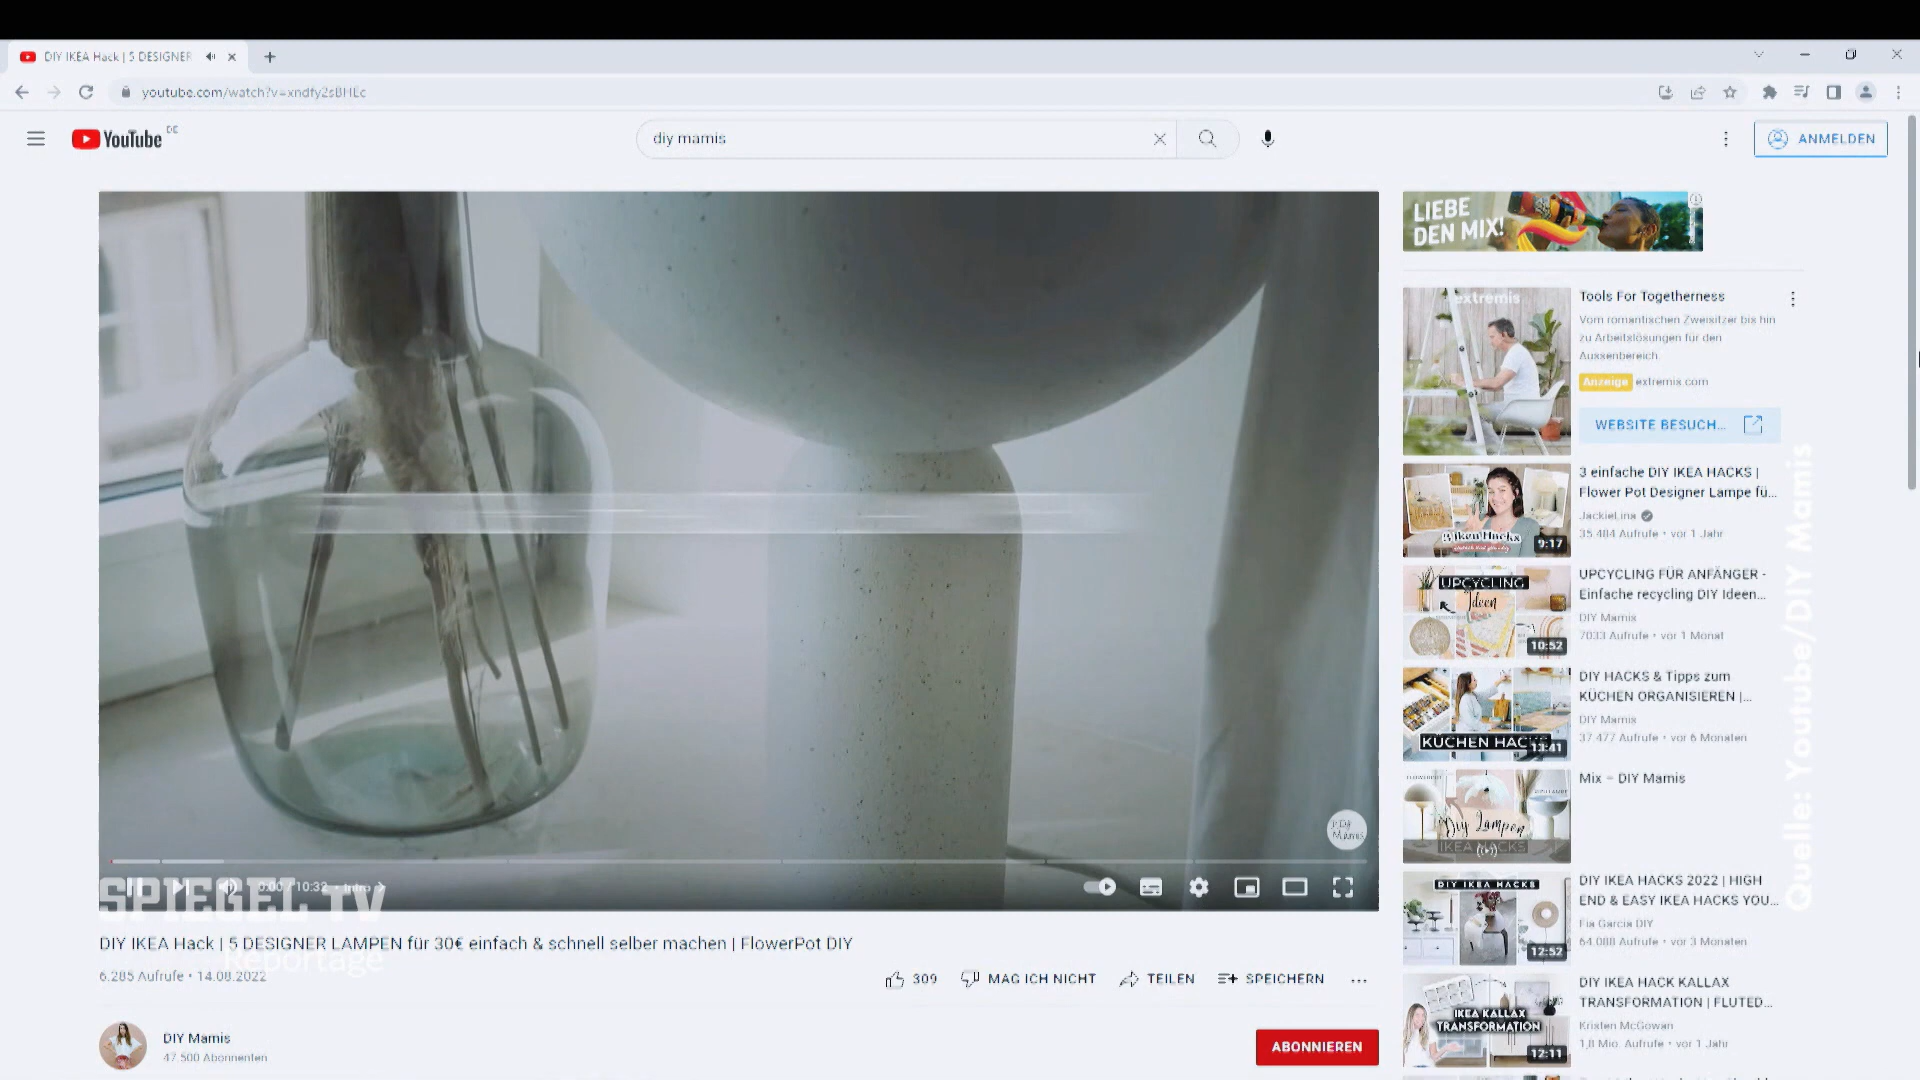 DIY IKEA Hack | 5 DESIGNER
youtube.com/watch?v=xndfy2sBHLc
YouTube DE
diy mamis
ANMELDEN
LIEBE
DEN MIX!
extremis
Tools For Togetherness
Vom romantischen Zweisitzer bis hin
zu Arbeitslösungen für den
Aussenbereich
Anzeige extremis.com
WEBSITE BESUCH...
3 einfache DIY IKEA HACKS |
Flower Pot Designer Lampe fü...
JackieLina
35.484 Aufrufe • vor 1 Jahr
9:17
UPCYCLING
Ideen
10:52
UPCYCLING FÜR ANFÄNGER -
Einfache recycling DIY Ideen...
DIY Mamis
7033 Aufrufe • vor 1 Monat
KÜCHEN HACKS
13:41
DIY HACKS & Tipps zum
KÜCHEN ORGANISIEREN |...
DIY Mamis
37.477 Aufrufe • vor 6 Monaten
Diy Lampen
IKEA HACKS
Mix – DIY Mamis
DIY IKEA HACKS
12:52
DIY IKEA HACKS 2022 | HIGH
END & EASY IKEA HACKS YOU...
Fia Garcia DIY
64.088 Aufrufe • vor 3 Monaten
IKEA KALLAX
TRANSFORMATION
12:11
DIY IKEA HACK KALLAX
TRANSFORMATION | FLUTED...
Kristen McGowan
1,8 Mio. Aufrufe • vor 1 Jahr
Quelle: Youtube/DIY Mamis
DIY Mamis
0:00 / 10:32 • Intro
SPIEGEL TV
Reportage
DIY IKEA Hack | 5 DESIGNER LAMPEN für 30€ einfach & schnell selber machen | FlowerPot DIY
6.285 Aufrufe • 14.08.2022
309 MAG ICH NICHT TEILEN SPEICHERN
DIY Mamis
47.500 Abonnenten
ABONNIEREN